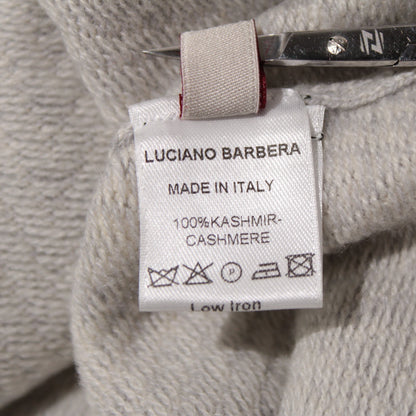 LUCIANO BARBERA
MADE IN ITALY
100%KASHMIR-
CASHMERE
P
Low iron